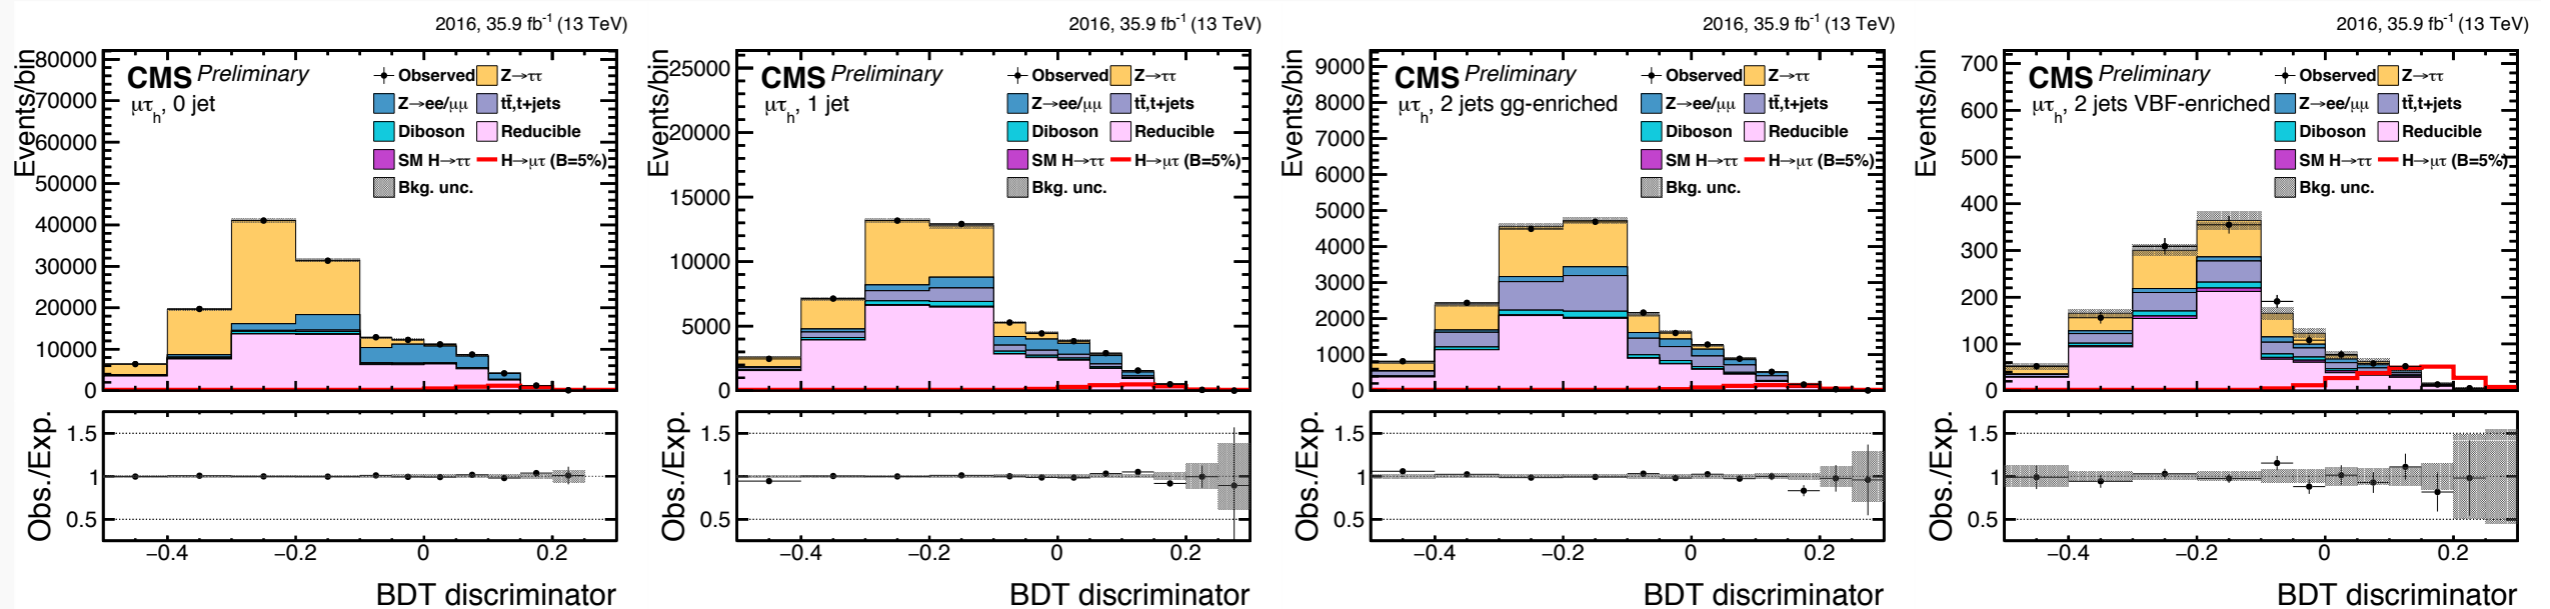 2016, 35.9 fb⁻¹ (13 TeV)
Events/bin
80000
70000
60000
50000
40000
30000
20000
10000
0
CMS Preliminary
μτₕ, 0 jet
Observed Z→ττ
Z→ee/μμ tt̄,t+jets
Diboson Reducible
SM H→ττ H→μτ (B=5%)
Bkg. unc.
Obs./Exp.
1.5
1
0.5
−0.4 −0.2 0 0.2
BDT discriminator
2016, 35.9 fb⁻¹ (13 TeV)
Events/bin
25000
20000
15000
10000
5000
0
CMS Preliminary
μτₕ, 1 jet
Observed Z→ττ
Z→ee/μμ tt̄,t+jets
Diboson Reducible
SM H→ττ H→μτ (B=5%)
Bkg. unc.
Obs./Exp.
1.5
1
0.5
−0.4 −0.2 0 0.2
BDT discriminator
2016, 35.9 fb⁻¹ (13 TeV)
Events/bin
9000
8000
7000
6000
5000
4000
3000
2000
1000
0
CMS Preliminary
μτₕ, 2 jets gg-enriched
Observed Z→ττ
Z→ee/μμ tt̄,t+jets
Diboson Reducible
SM H→ττ H→μτ (B=5%)
Bkg. unc.
Obs./Exp.
1.5
1
0.5
−0.4 −0.2 0 0.2
BDT discriminator
2016, 35.9 fb⁻¹ (13 TeV)
Events/bin
700
600
500
400
300
200
100
0
CMS Preliminary
μτₕ, 2 jets VBF-enriched
Observed Z→ττ
Z→ee/μμ tt̄,t+jets
Diboson Reducible
SM H→ττ H→μτ (B=5%)
Bkg. unc.
Obs./Exp.
1.5
1
0.5
−0.4 −0.2 0 0.2
BDT discriminator